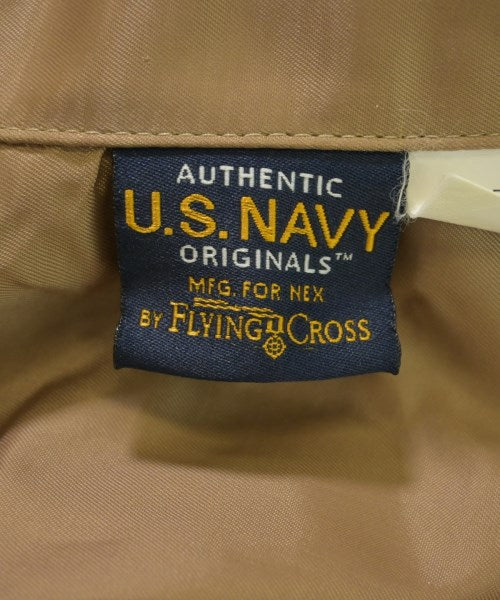 AUTHENTIC
U.S. NAVY
ORIGINALS™
MFG. FOR NEX
BY FLYING CROSS